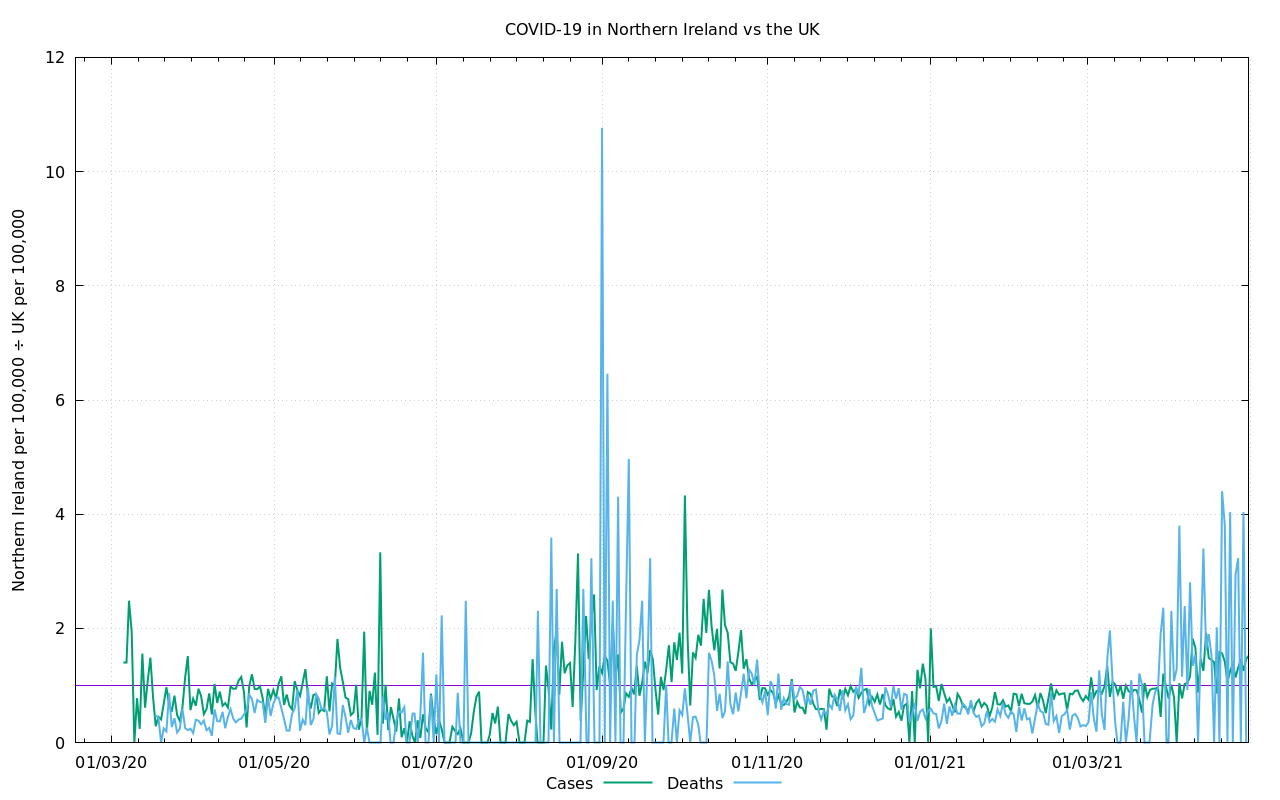 COVID-19 in Northern Ireland vs the UK
Northern Ireland per 100,000 ÷ UK per 100,000
12
10
8
6
4
2
0
01/03/20 01/05/20 01/07/20 01/09/20 01/11/20 01/01/21 01/03/21
Cases Deaths